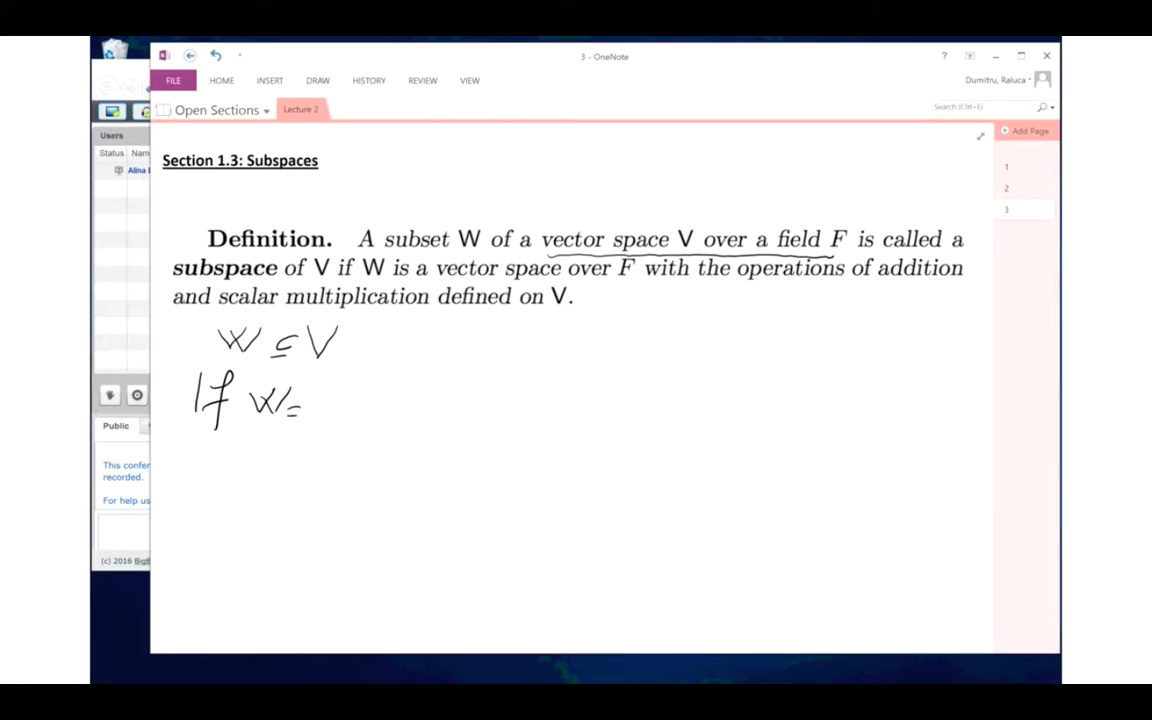 3 - OneNote
?
FILE
HOME
INSERT
DRAW
HISTORY
REVIEW
VIEW
Dumitru, Raluca
Open Sections
Lecture 2
Search (Ctrl+E)
Users
Status
Nam
Alina D
Add Page
1
2
3
Section 1.3: Subspaces
Definition. A subset W of a vector space V over a field F is called a
subspace of V if W is a vector space over F with the operations of addition
and scalar multiplication defined on V.
W ⊆ V
If W=
Public
This confer
recorded.
For help us
(c) 2016 BigB